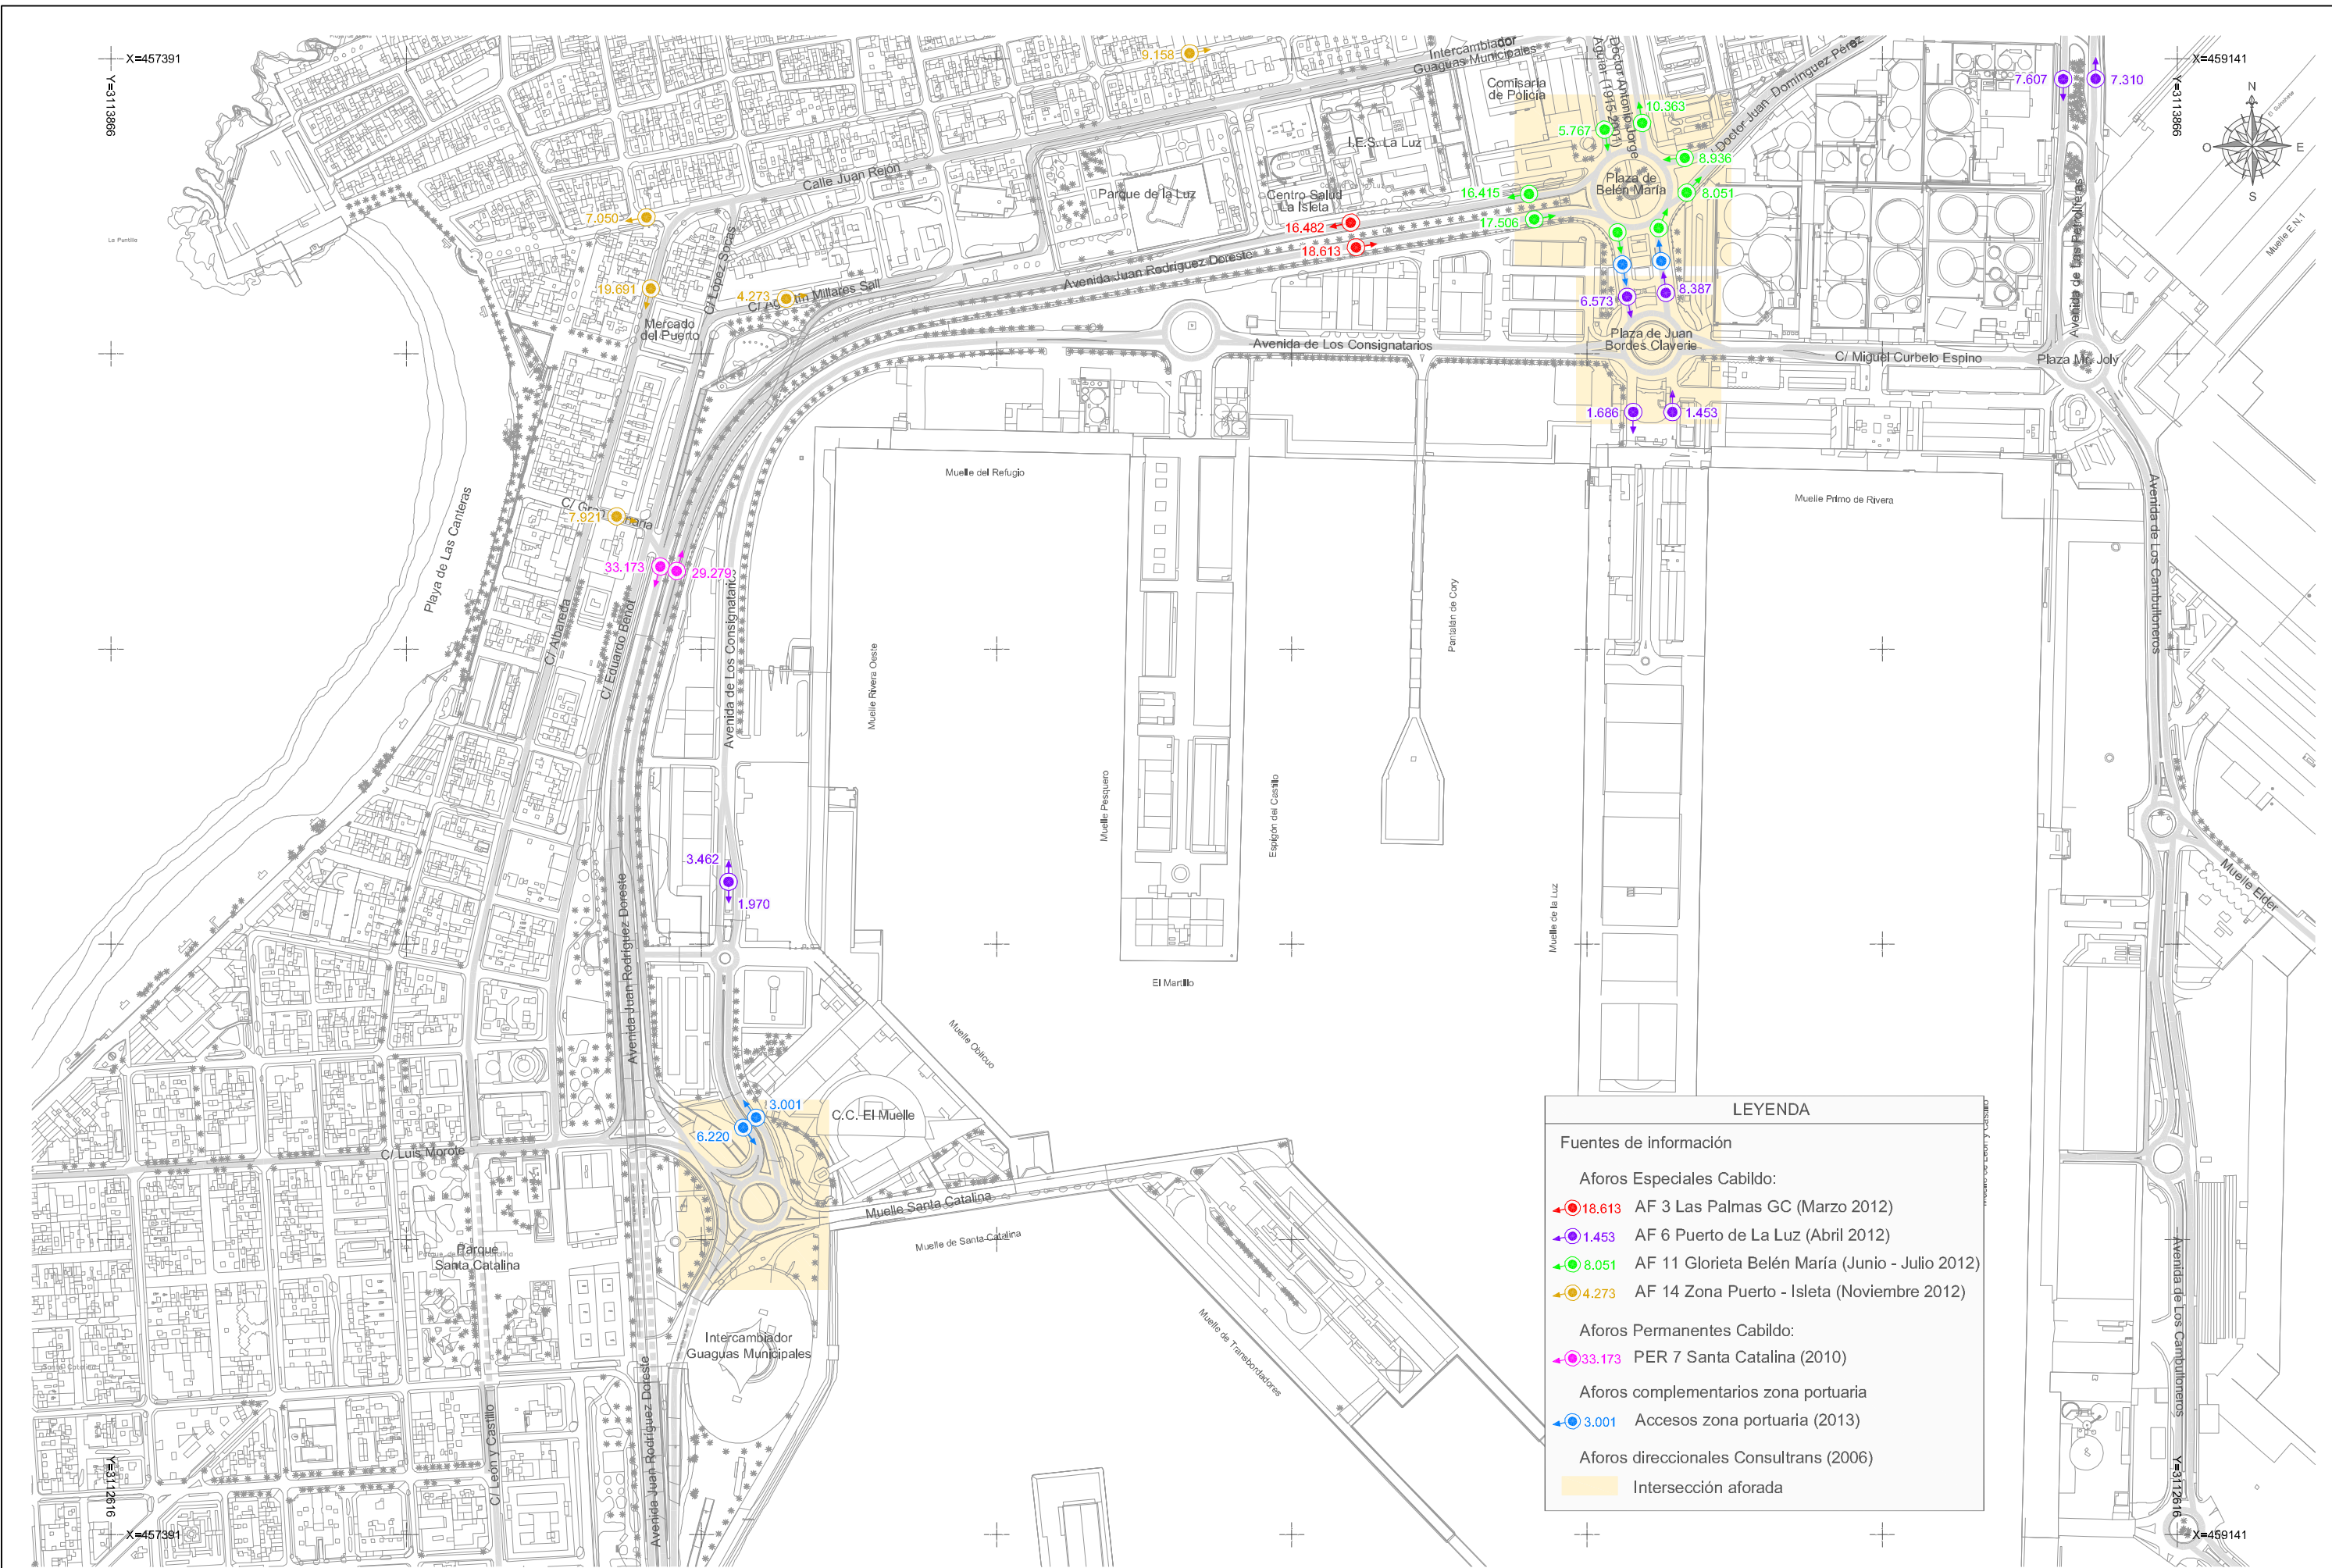 X=457391
Y=3113866
9.158
Intercambiador
Guaguas Municipales
Comisaria
de Policía
Doctor Antonio Jorge
Aguiar (1915-2001)
Doctor Juan Domínguez Pérez
7.607
7.310
X=459141
Y=3113866
N
O
E
S
10.363
5.767
I.E.S. La Luz
8.936
Calle Juan Rejón
Parque de la Luz
Plaza de
Belén María
Centro Salud
La Isleta
16.415
8.051
7.050
17.506
16.482
18.613
La Puntilla
Muelle E.N.1
Avenida de Las Petrolíferas
C/ López Socas
Avenida Juan Rodríguez Doreste
19.691
4.273
Millares Sall
6.573
8.387
Mercado
del Puerto
Plaza de Juan
Bordes Claverie
Avenida de Los Consignatarios
C/ Miguel Curbelo Espino
Plaza Mr. Joly
1.686
1.453
Muelle del Refugio
Muelle Primo de Rivera
7.921
Playa de Las Canteras
33.173
29.279
Avenida de Los Consignatarios
C/ Albareda
C/ Eduardo Benot
Muelle Rivera Oeste
Pantalán de Cory
Avenida de Los Cambulloneros
Muelle Pesquero
Espigón del Castillo
3.462
1.970
Muelle de la Luz
Muelle Elder
Avenida Juan Rodríguez Doreste
El Martillo
Muelle Oblicuo
3.001
C.C. El Muelle
6.220
C/ Luis Morote
Muelle Santa Catalina
Muelle de Santa Catalina
Parque
Santa Catalina
Intercambiador
Guaguas Municipales
Muelle de Transbordadores
Santa Catalina
C/ León y Castillo
Avenida Juan Rodríguez Doreste
Avenida de Los Cambulloneros
LEYENDA
Fuentes de información
Aforos Especiales Cabildo:
18.613 AF 3 Las Palmas GC (Marzo 2012)
1.453 AF 6 Puerto de La Luz (Abril 2012)
8.051 AF 11 Glorieta Belén María (Junio - Julio 2012)
4.273 AF 14 Zona Puerto - Isleta (Noviembre 2012)
Aforos Permanentes Cabildo:
33.173 PER 7 Santa Catalina (2010)
Aforos complementarios zona portuaria
3.001 Accesos zona portuaria (2013)
Aforos direccionales Consultrans (2006)
Intersección aforada
Y=3112616
X=457391
Y=3112616
X=459141